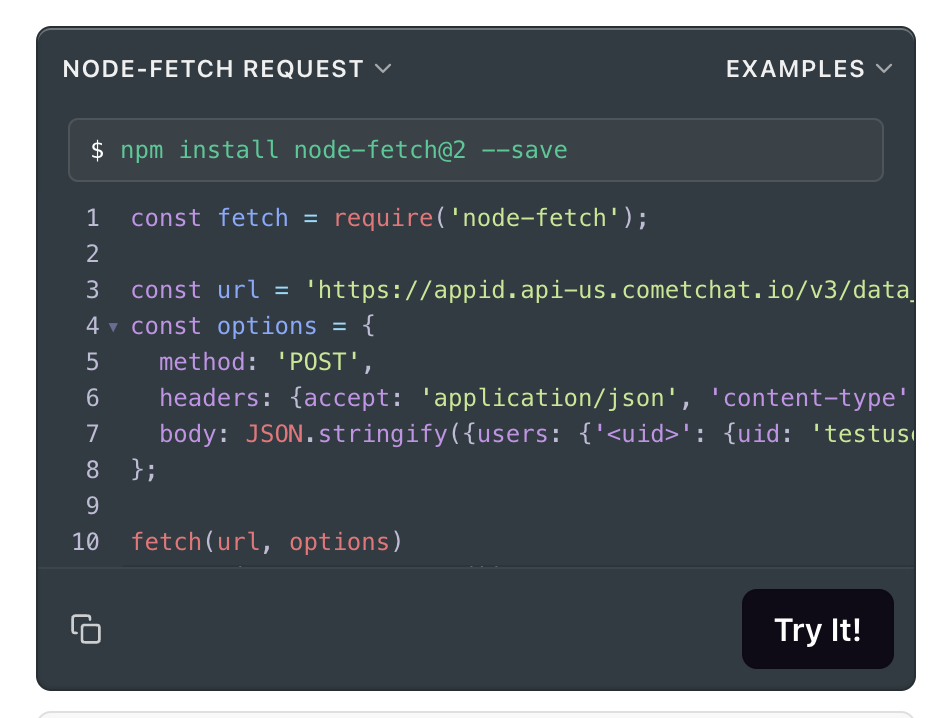 NODE-FETCH REQUEST
EXAMPLES
$ npm install node-fetch@2 --save
1 const fetch = require('node-fetch');
2
3 const url = 'https://appid.api-us.cometchat.io/v3/data_
4 const options = {
5 method: 'POST',
6 headers: {accept: 'application/json', 'content-type'
7 body: JSON.stringify({users: {'<uid>': {uid: 'testuse
8 };
9
10 fetch(url, options)
Try It!